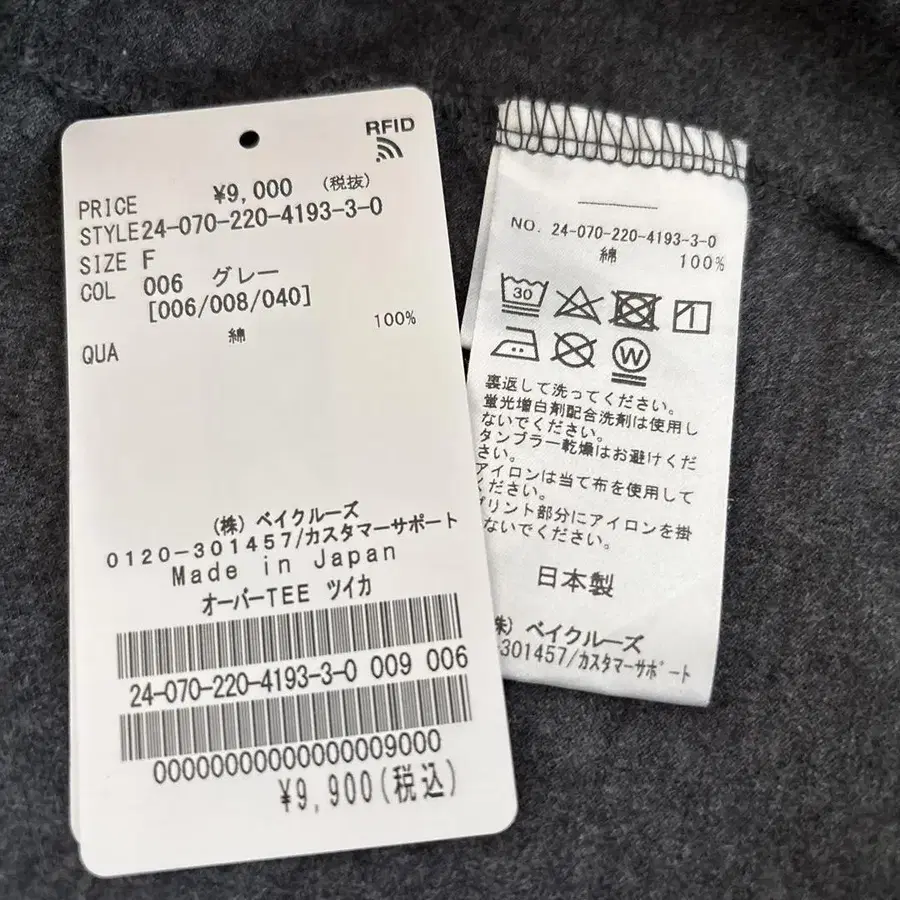 RFID
PRICE ¥9,000 (税抜)
STYLE24-070-220-4193-3-0
SIZE F
COL 006 グレー
[006/008/040]
QUA 綿 100%
(株) ベイクルーズ
0120-301457/カスタマーサポート
Made in Japan
オーバーTEE ツイカ
24-070-220-4193-3-0 009 006
00000000000000009000
¥9,900(税込)
NO. 24-070-220-4193-3-0
綿 100%
30
W
裏返して洗ってください。
蛍光増白剤配合洗剤は使用し
ないでください。
タンブラー乾燥はお避けくだ
さい。
アイロンは当て布を使用して
ください。
プリント部分にアイロンを掛
ないでください。
日本製
株) ベイクルーズ
301457/カスタマーサポート